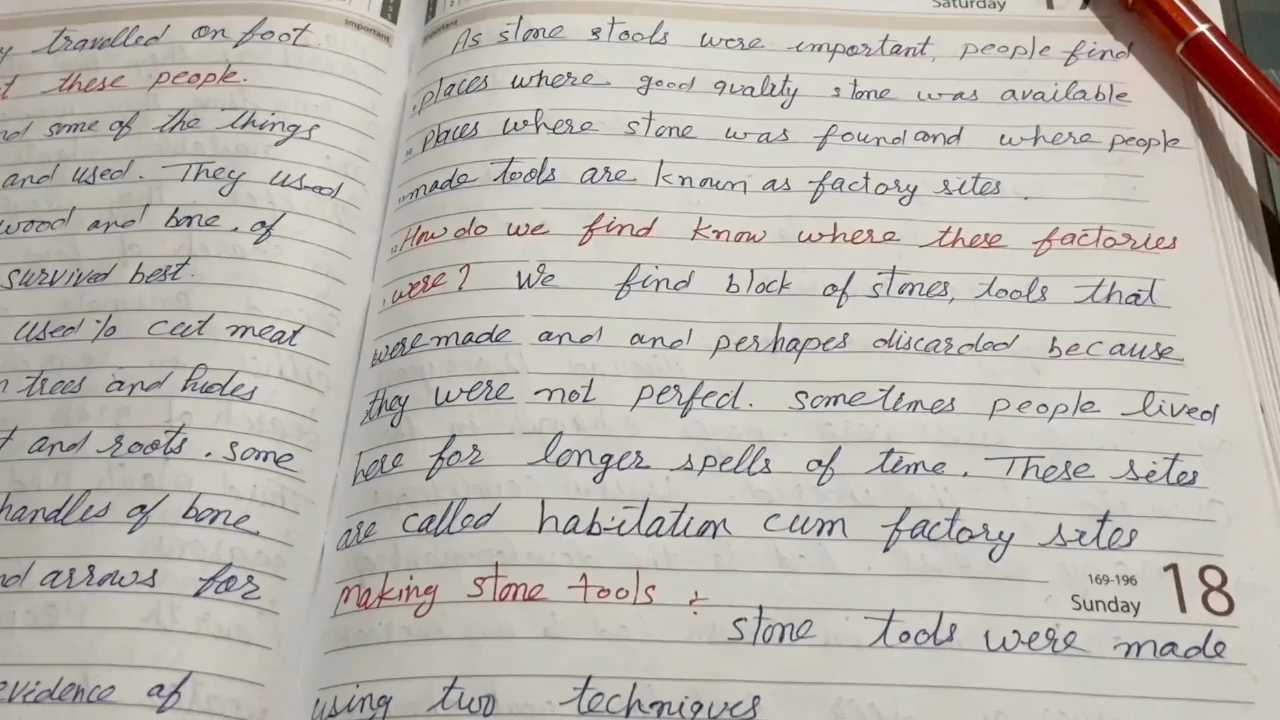 travelled on foot.
these people.
some of the things
and used. They used
wood and bone. of
survived best.
used to cut meat
trees and hides
and roots. some
handles of bone
arrows for
evidence of
Saturday
important
important
As stone stools were important, people find
places where good quality stone was available
places where stone was found and where people
made tools are known as factory sites.
How do we find know where these factories
were? We find block of stones, tools that
were made and and perhapes discarded because
they were not perfed. sometimes people lived
here for longer spells of time. These sites
are called habitation cum factory sites
making stone tools ÷
169-196
Sunday 18
stone tools were made
using two techniques